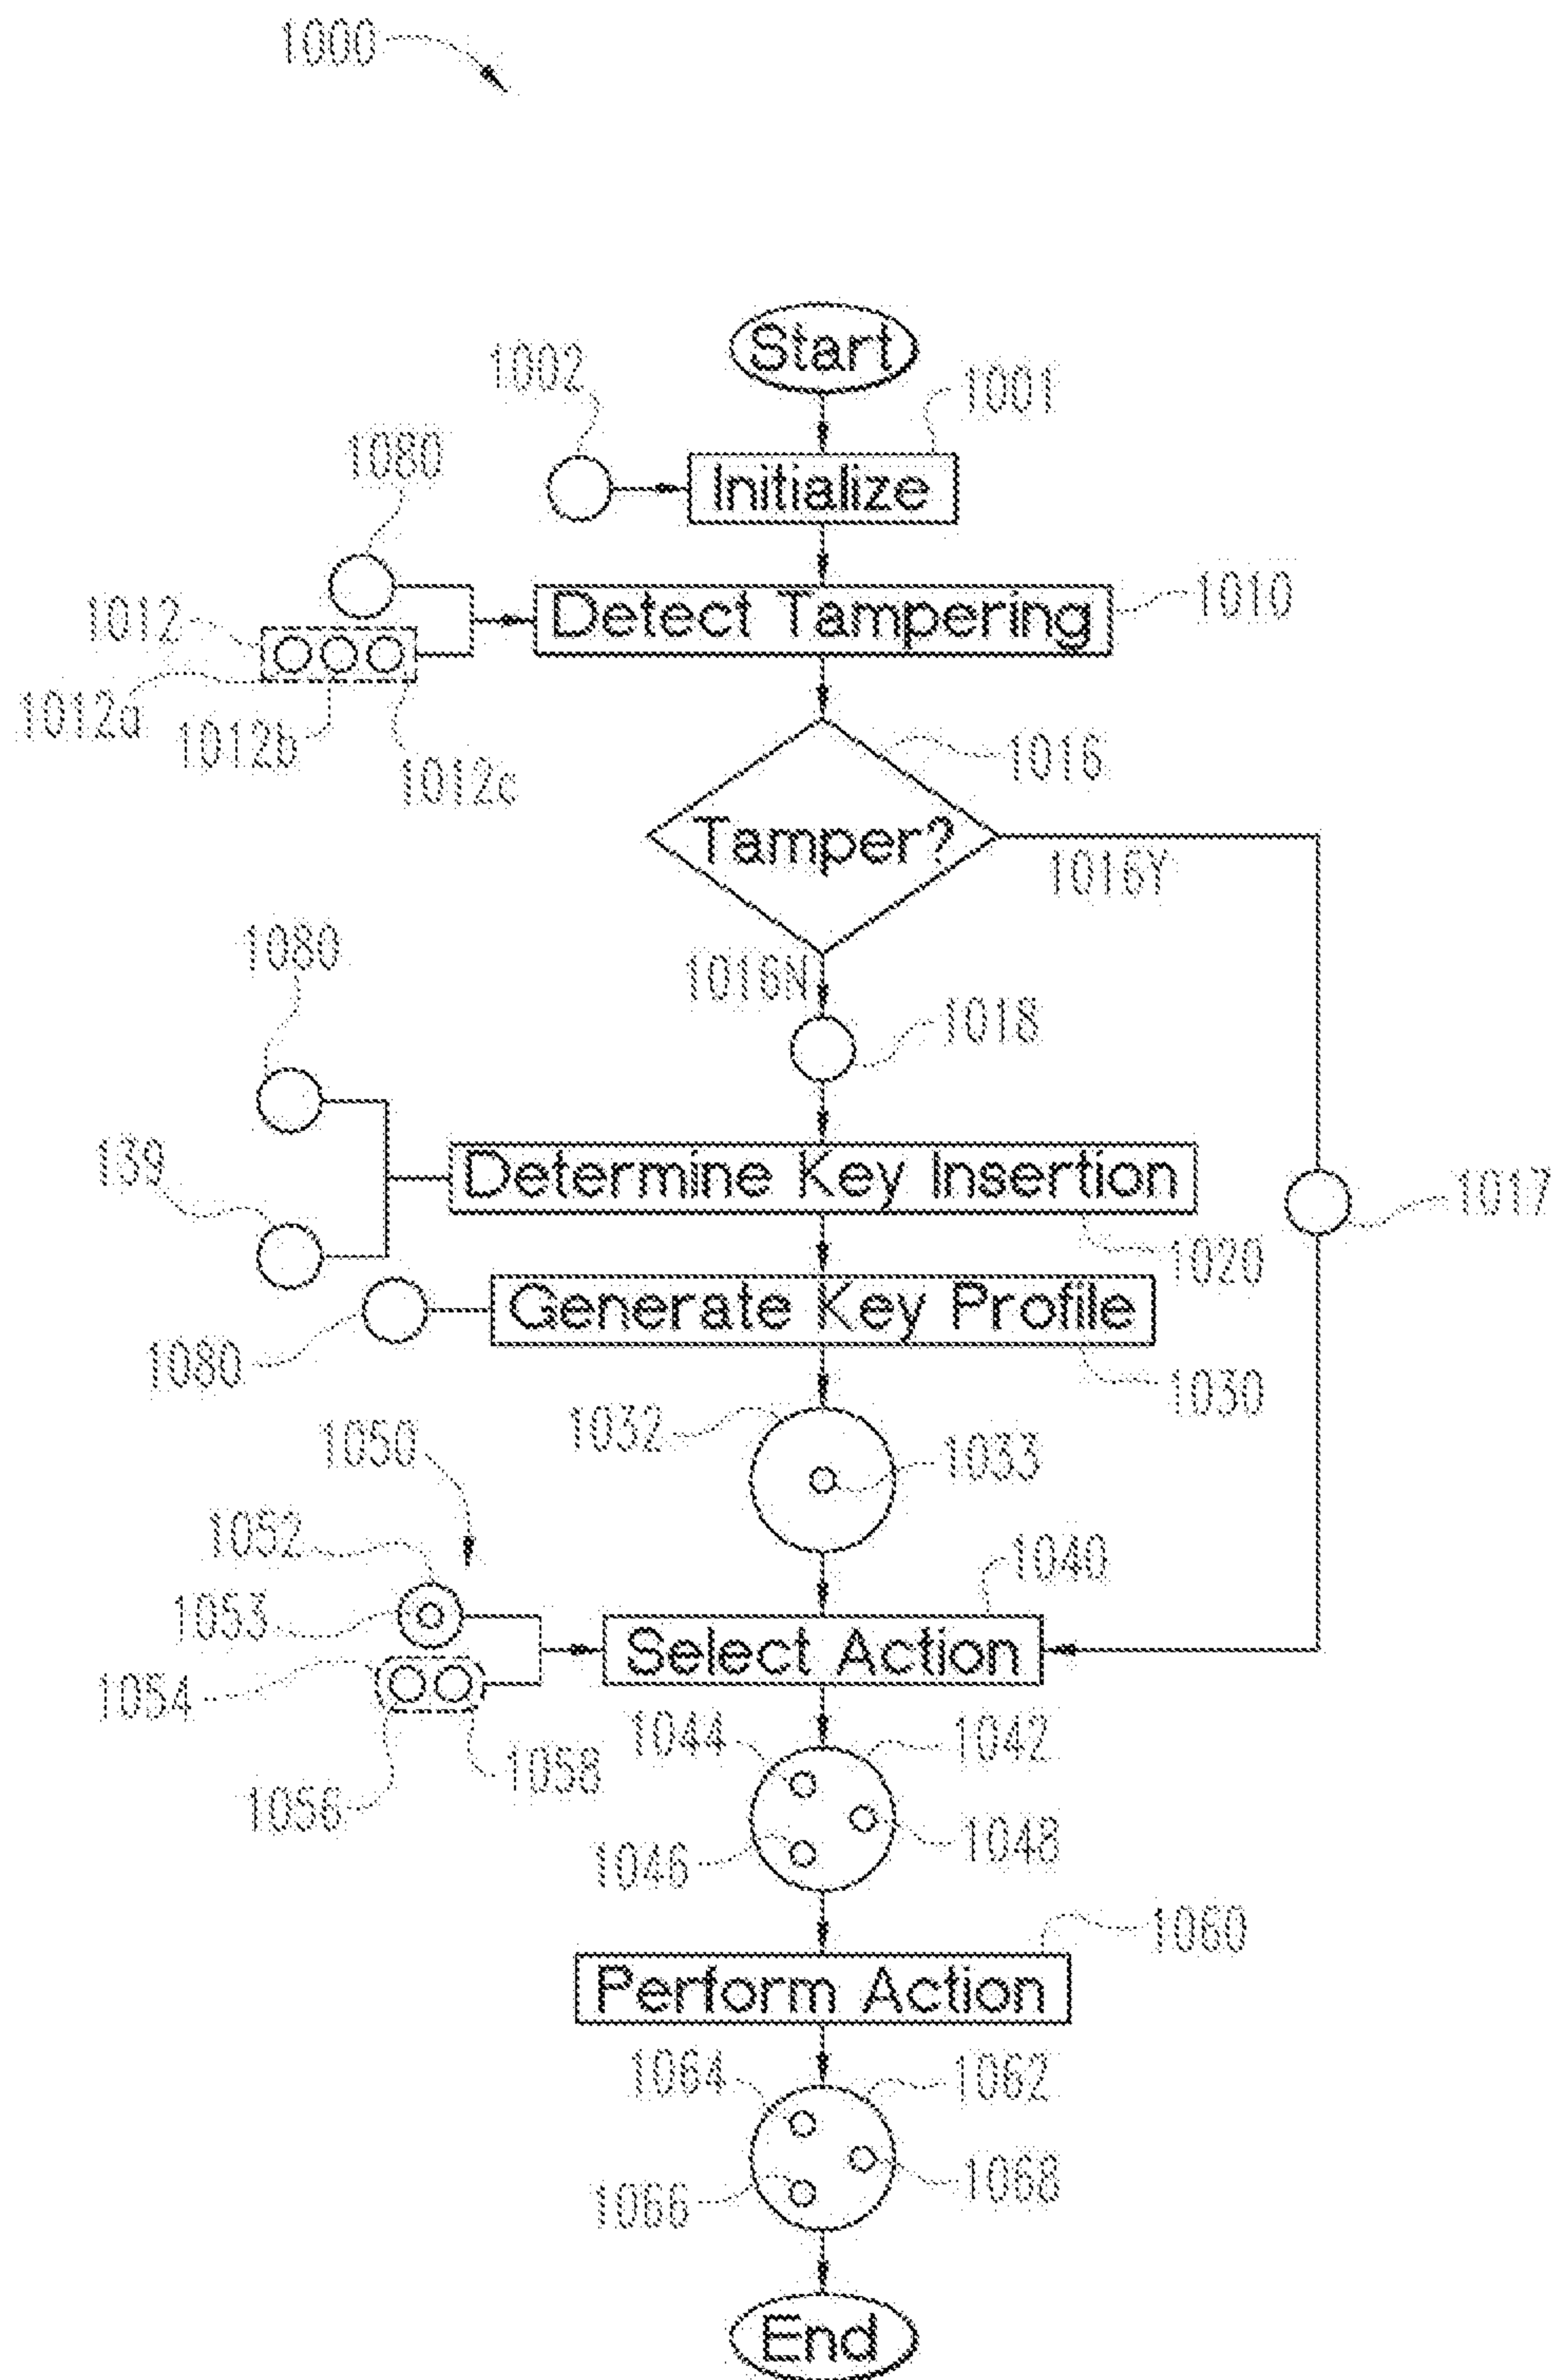 1000
Start
1002
1001
1080
Initialize
1012
Detect Tampering
1010
1012a
1012b
1012c
1016
Tamper?
1016Y
1080
1016N
1018
139
Determine Key Insertion
1017
1020
Generate Key Profile
1080
1030
1032
1033
1050
1052
1040
1053
Select Action
1054
1044
1042
1058
1056
1046
1048
1060
Perform Action
1064
1062
1066
1068
End